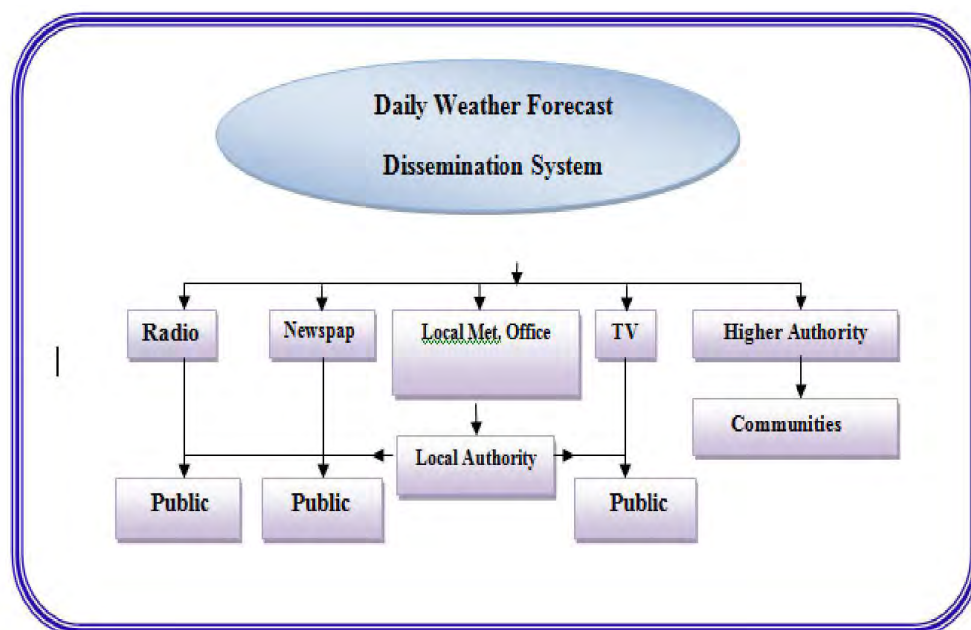 Daily Weather Forecast
Dissemination System
Radio
Newspap
Local Met, Office
TV
Higher Authority
Communities
Local Authority
Public
Public
Public